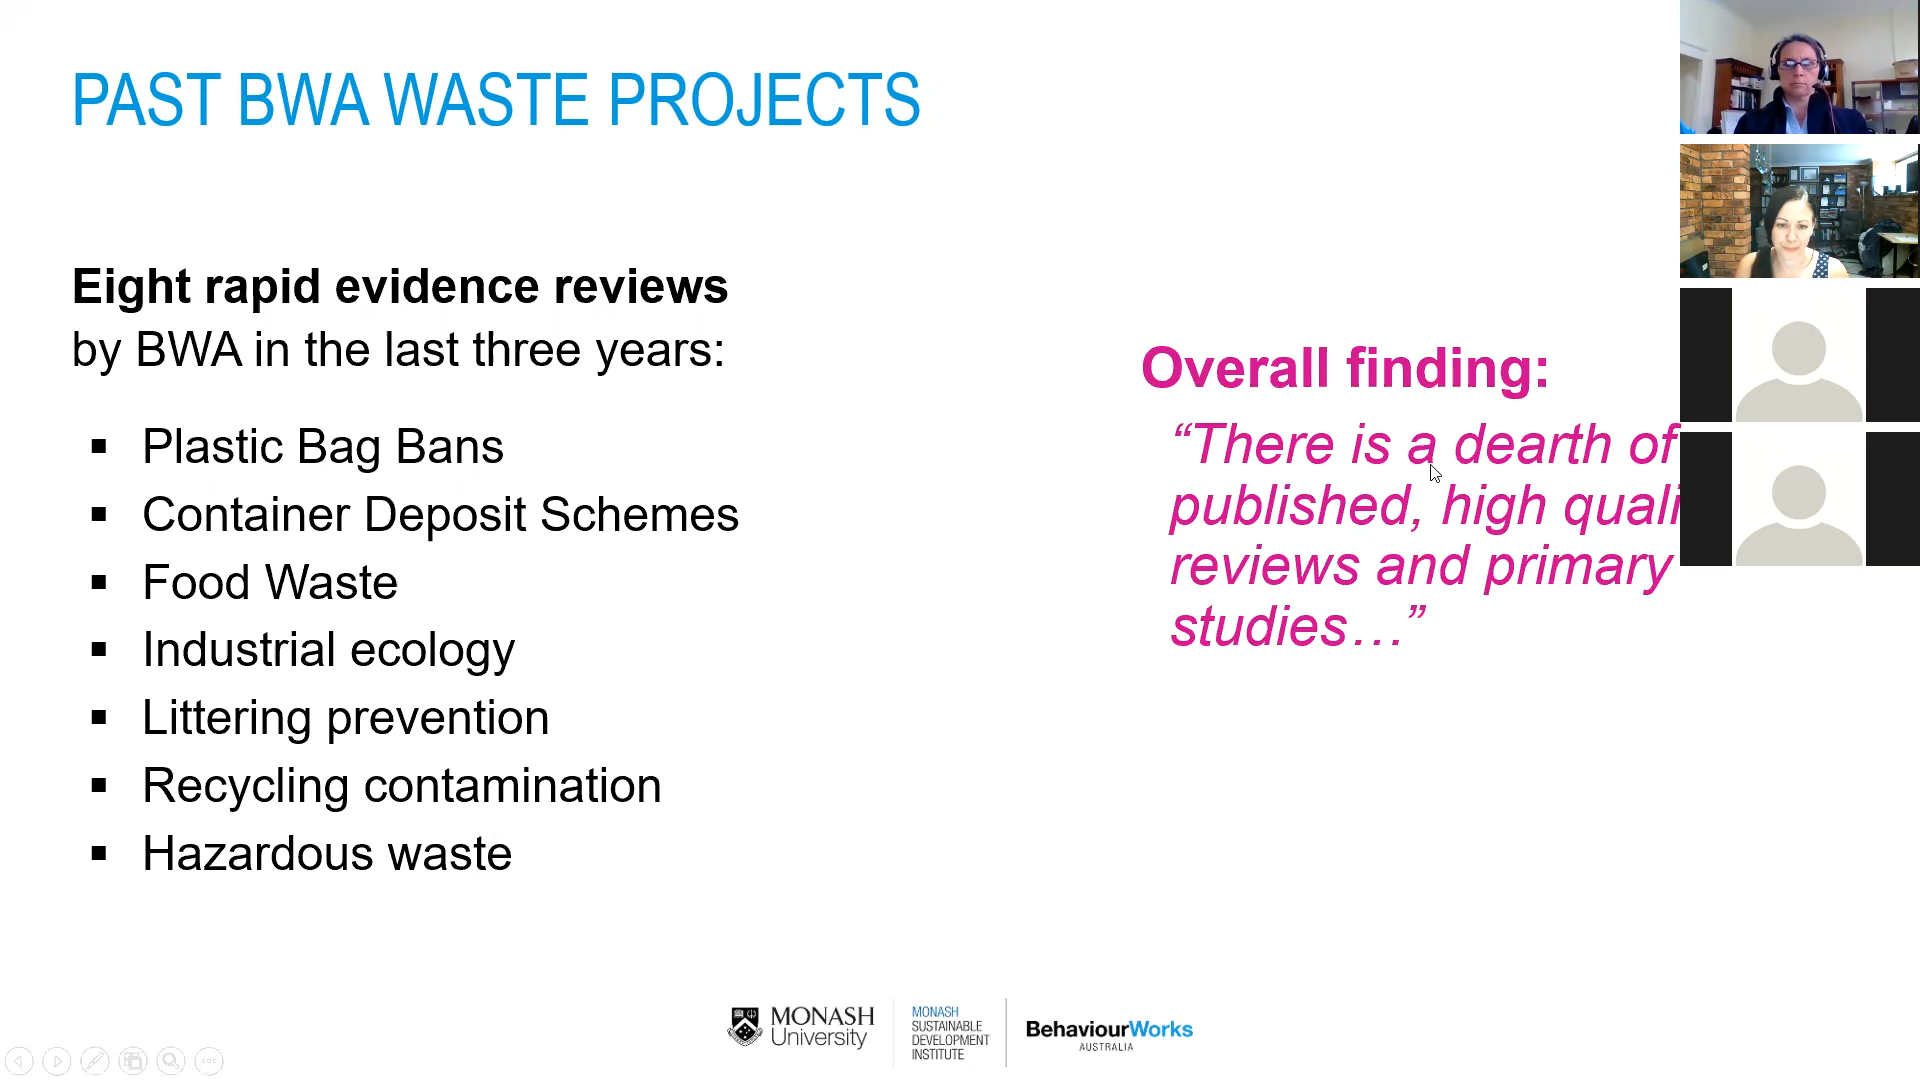 PAST BWA WASTE PROJECTS
Eight rapid evidence reviews
by BWA in the last three years:
▪ Plastic Bag Bans
▪ Container Deposit Schemes
▪ Food Waste
▪ Industrial ecology
▪ Littering prevention
▪ Recycling contamination
▪ Hazardous waste
Overall finding:
“There is a dearth of
published, high quali
reviews and primary
studies…”
MONASH
University
MONASH
SUSTAINABLE
DEVELOPMENT
INSTITUTE
BehaviourWorks
AUSTRALIA